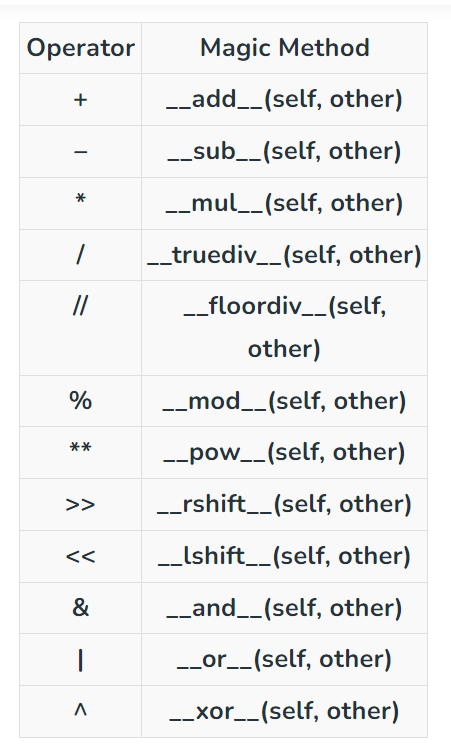 Operator Magic Method
+ __add__(self, other)
– __sub__(self, other)
* __mul__(self, other)
/ __truediv__(self, other)
// __floordiv__(self,
other)
% __mod__(self, other)
** __pow__(self, other)
>> __rshift__(self, other)
<< __lshift__(self, other)
& __and__(self, other)
| __or__(self, other)
^ __xor__(self, other)